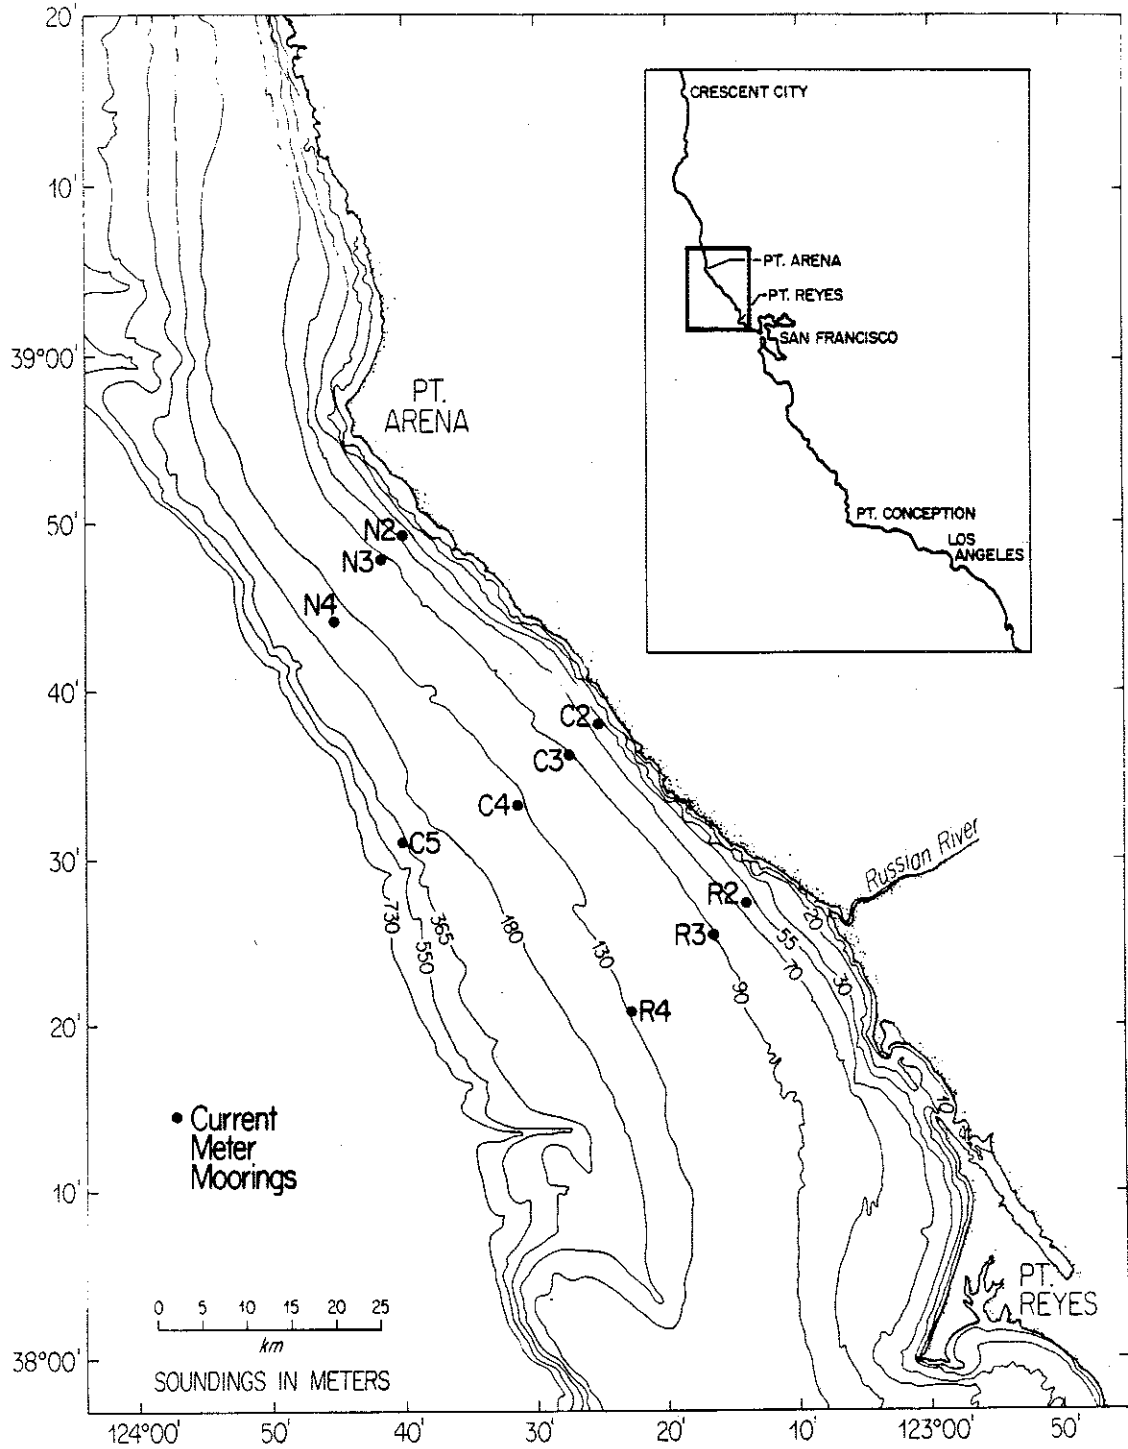 20'
10'
39°00'
50'
40'
30'
20'
10'
38°00'
124°00'
50'
40'
30'
20'
10'
123°00'
50'
CRESCENT CITY
PT. ARENA
PT. REYES
SAN FRANCISCO
PT. CONCEPTION
LOS
ANGELES
PT.
ARENA
N2
N3
N4
C2
C3
C4
C5
R2
R3
R4
Russian River
730
550
365
180
130
90
70
55
30
20
10
PT.
REYES
Current
Meter
Moorings
0 5 10 15 20 25
km
SOUNDINGS IN METERS